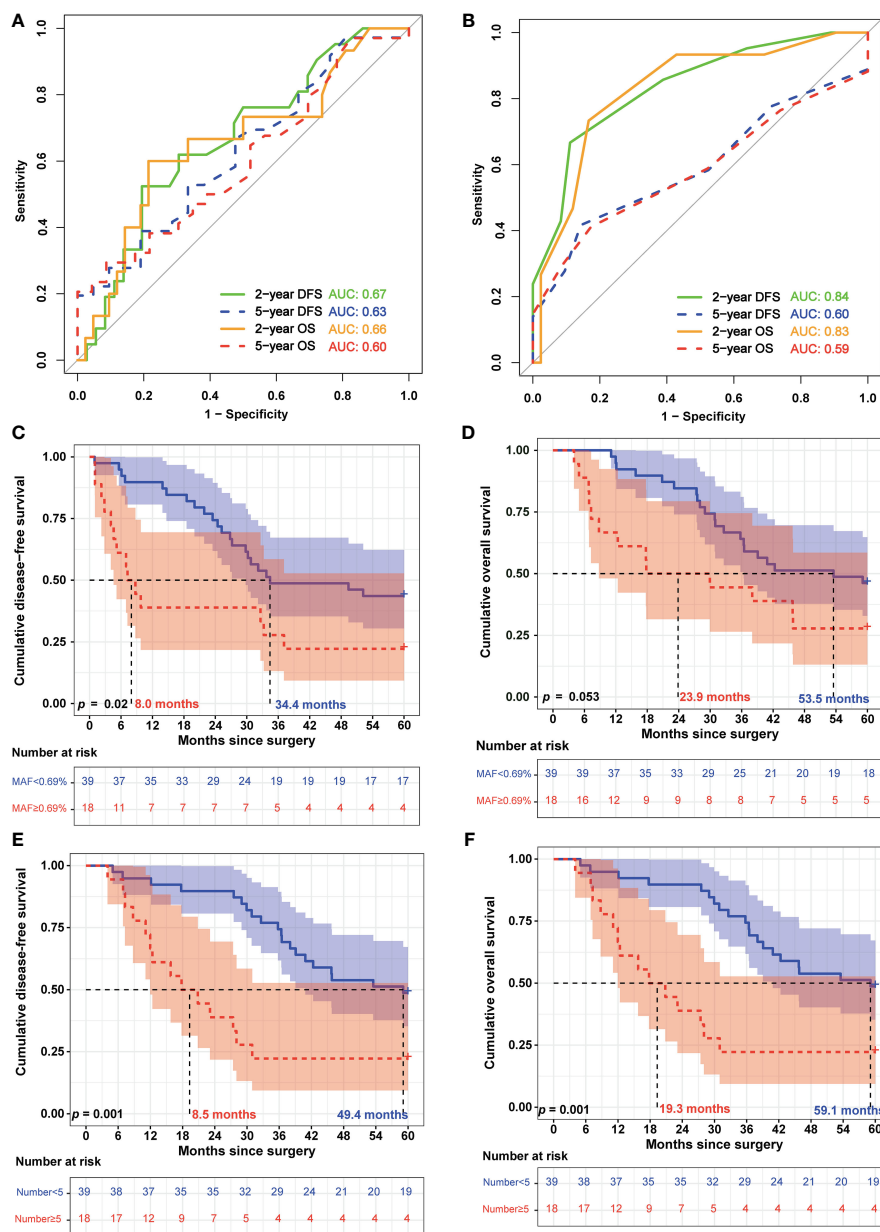 A
Sensitivity
1.0
0.8
0.6
0.4
0.2
0.0
2−year DFS AUC: 0.67
5−year DFS AUC: 0.63
2−year OS AUC: 0.66
5−year OS AUC: 0.60
0.0 0.2 0.4 0.6 0.8 1.0
1 − Specificity
B
Sensitivity
1.0
0.8
0.6
0.4
0.2
0.0
2−year DFS AUC: 0.84
5−year DFS AUC: 0.60
2−year OS AUC: 0.83
5−year OS AUC: 0.59
0.0 0.2 0.4 0.6 0.8 1.0
1 − Specificity
C
Cumulative disease−free survival
1.00
0.75
0.50
0.25
0.00
p = 0.02 8.0 months 34.4 months
0 6 12 18 24 30 36 42 48 54 60
Months since surgery
Number at risk
MAF<0.69% 39 37 35 33 29 24 19 19 19 17 17
MAF≥0.69% 18 11 7 7 7 7 5 4 4 4 4
D
Cumulative overall survival
1.00
0.75
0.50
0.25
0.00
p = 0.053 23.9 months 53.5 months
0 6 12 18 24 30 36 42 48 54 60
Months since surgery
Number at risk
MAF<0.69% 39 39 37 35 33 29 25 21 20 19 18
MAF≥0.69% 18 16 12 9 9 8 8 7 5 5 5
E
Cumulative disease−free survival
1.00
0.75
0.50
0.25
0.00
p = 0.001 8.5 months 49.4 months
0 6 12 18 24 30 36 42 48 54 60
Months since surgery
Number at risk
Number<5 39 38 37 35 35 32 29 24 21 20 19
Number≥5 18 17 12 9 7 5 4 4 4 4 4
F
Cumulative overall survival
1.00
0.75
0.50
0.25
0.00
p = 0.001 19.3 months 59.1 months
0 6 12 18 24 30 36 42 48 54 60
Months since surgery
Number at risk
Number<5 39 38 37 35 35 32 29 24 21 20 19
Number≥5 18 17 12 9 7 5 4 4 4 4 4